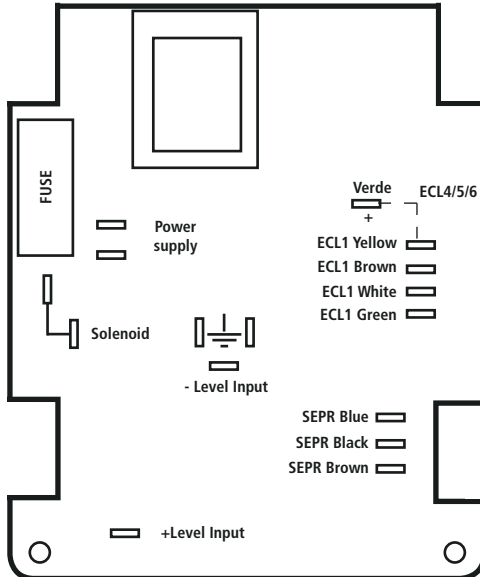 FUSE
Verde
ECL4/5/6
+
Power
supply
ECL1 Yellow
ECL1 Brown
ECL1 White
ECL1 Green
Solenoid
- Level Input
SEPR Blue
SEPR Black
SEPR Brown
+Level Input